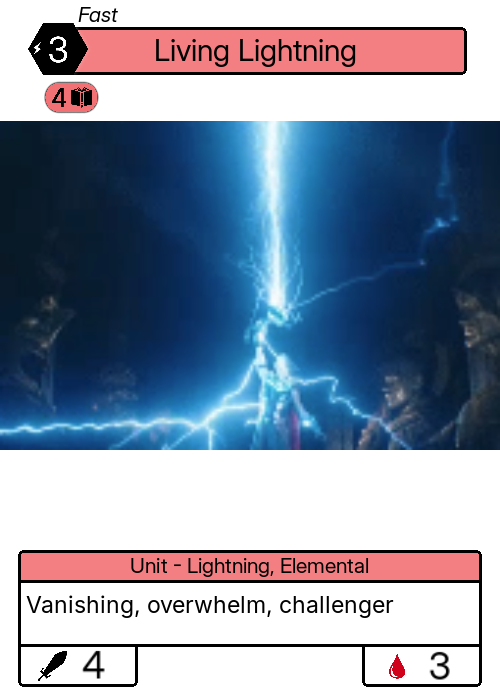 Fast
3
Living Lightning
4
Unit - Lightning, Elemental
Vanishing, overwhelm, challenger
4
3